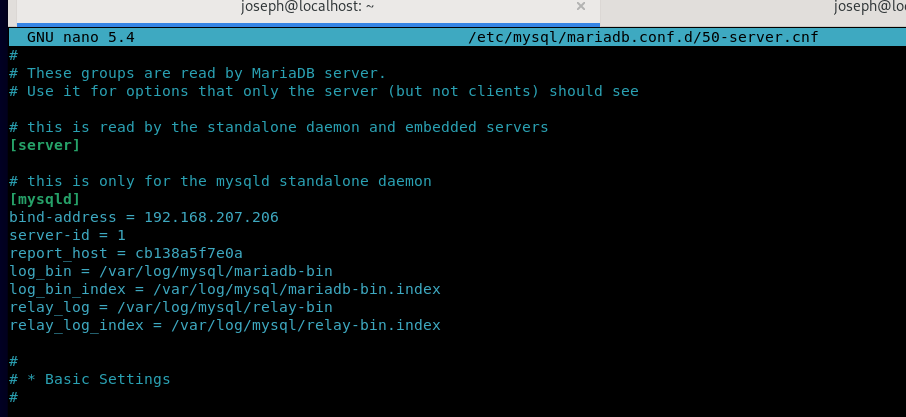 joseph@localhost: ~ × joseph@lo
GNU nano 5.4 /etc/mysql/mariadb.conf.d/50-server.cnf
#
# These groups are read by MariaDB server.
# Use it for options that only the server (but not clients) should see
# this is read by the standalone daemon and embedded servers
[server]
# this is only for the mysqld standalone daemon
[mysqld]
bind-address = 192.168.207.206
server-id = 1
report_host = cb138a5f7e0a
log_bin = /var/log/mysql/mariadb-bin
log_bin_index = /var/log/mysql/mariadb-bin.index
relay_log = /var/log/mysql/relay-bin
relay_log_index = /var/log/mysql/relay-bin.index
#
# * Basic Settings
#